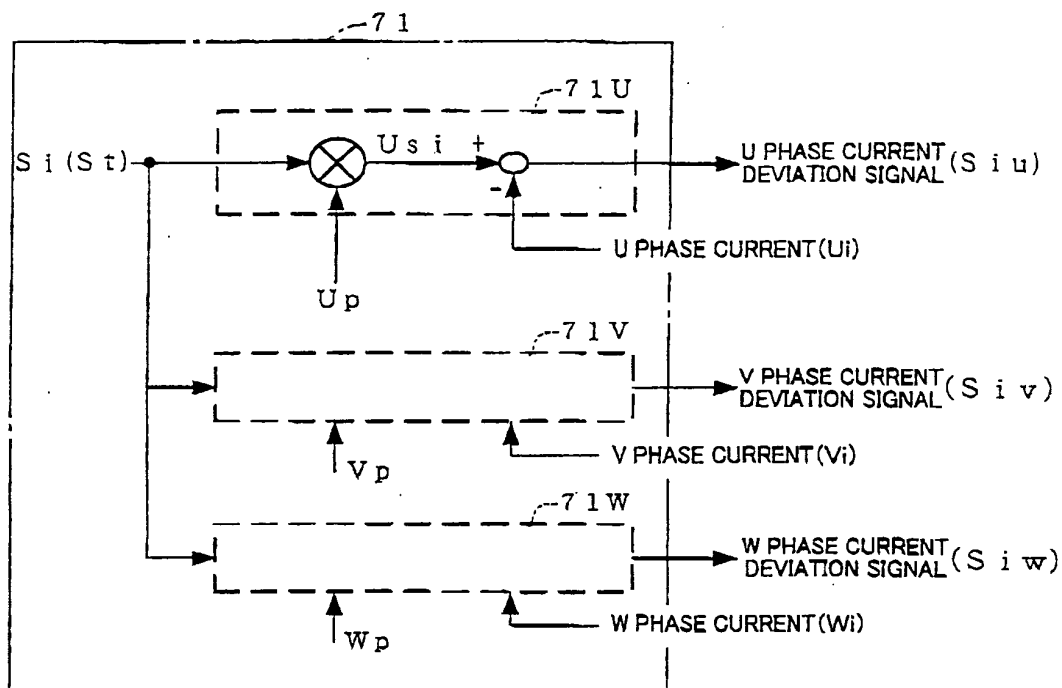 71
71U
Si(St)
Usi
+
-
U PHASE CURRENT
DEVIATION SIGNAL (Siu)
U PHASE CURRENT(Ui)
Up
71V
V PHASE CURRENT
DEVIATION SIGNAL (Siv)
V PHASE CURRENT(Vi)
Vp
71W
W PHASE CURRENT
DEVIATION SIGNAL (Siw)
W PHASE CURRENT(Wi)
Wp